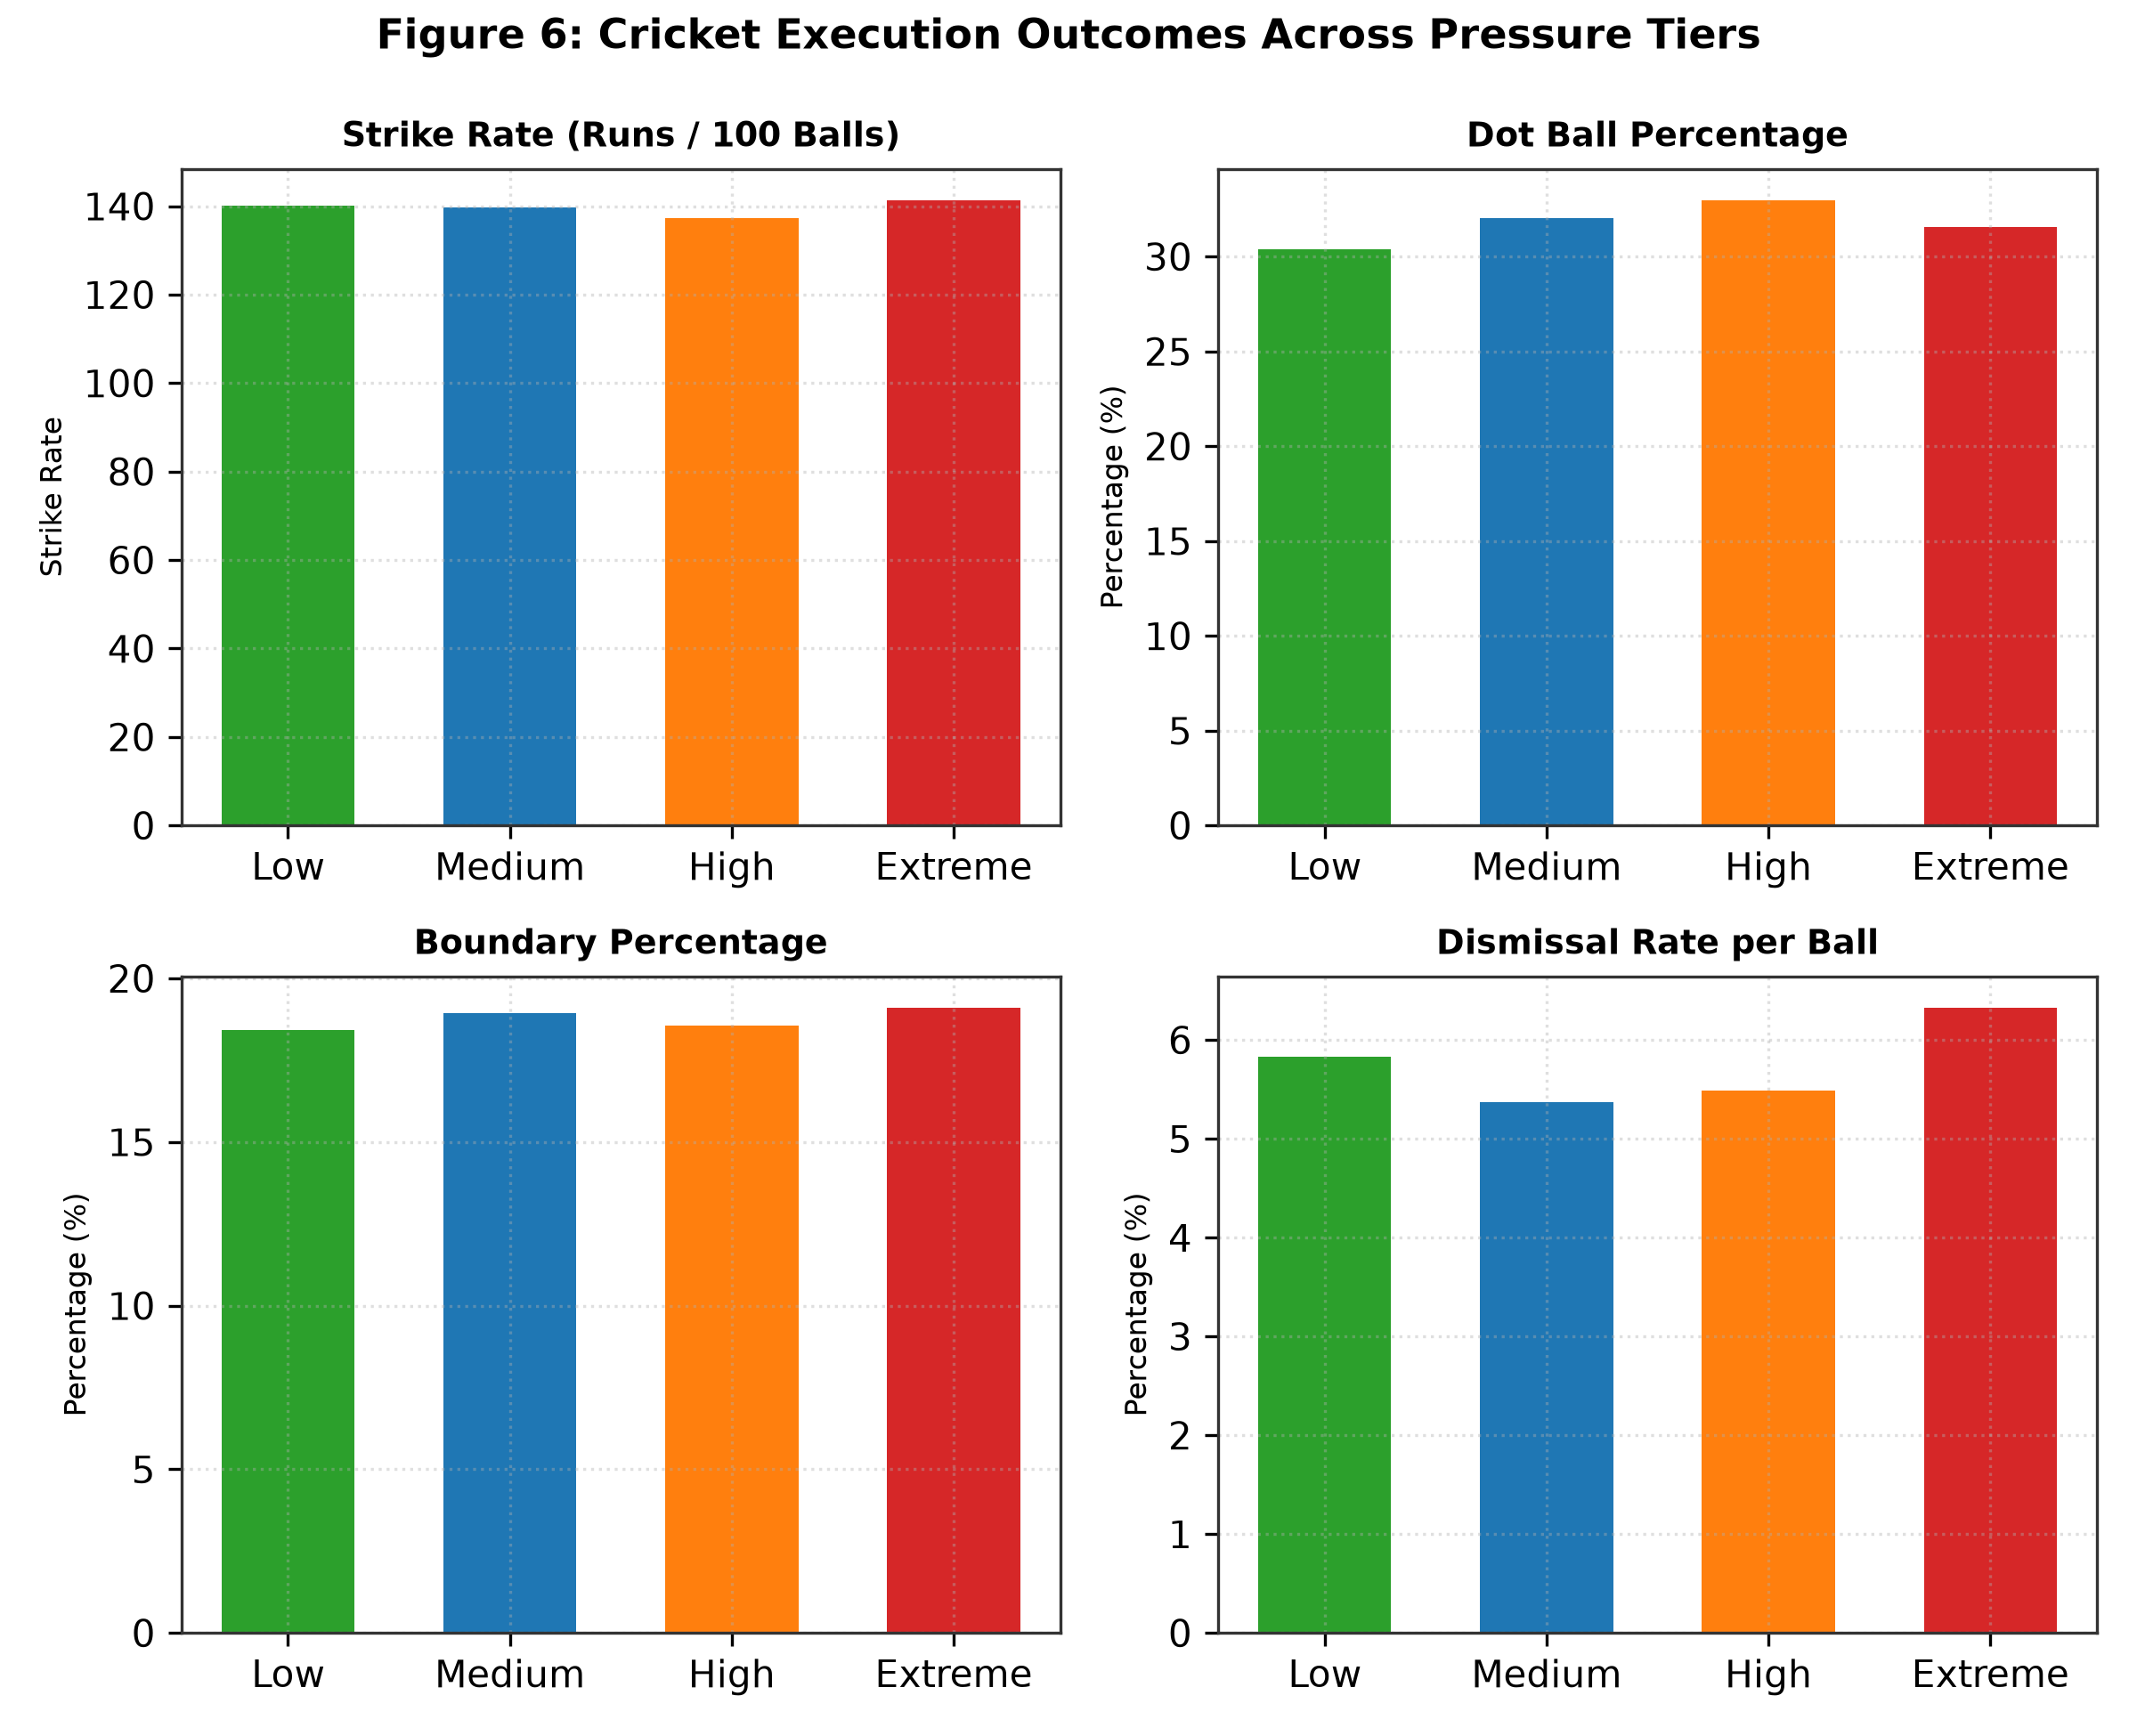 Figure 6: Cricket Execution Outcomes Across Pressure Tiers
Strike Rate (Runs / 100 Balls)
Strike Rate
140
120
100
80
60
40
20
0
Low Medium High Extreme
Dot Ball Percentage
Percentage (%)
30
25
20
15
10
5
0
Low Medium High Extreme
Boundary Percentage
Percentage (%)
20
15
10
5
0
Low Medium High Extreme
Dismissal Rate per Ball
Percentage (%)
6
5
4
3
2
1
0
Low Medium High Extreme